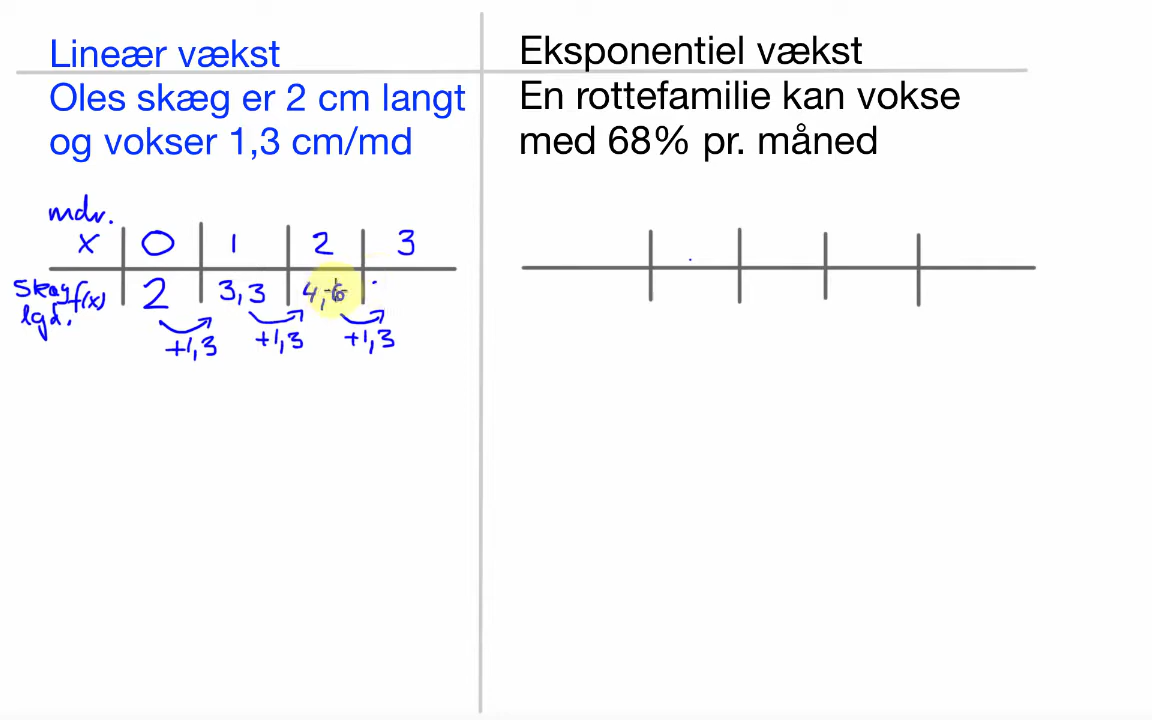 Lineær vækst
Oles skæg er 2 cm langt
og vokser 1,3 cm/md
mdr.
x 0 1 2 3
Skæg lgd. f(x) 2 3,3 4,6
+1,3 +1,3 +1,3
Eksponentiel vækst
En rottefamilie kan vokse
med 68% pr. måned